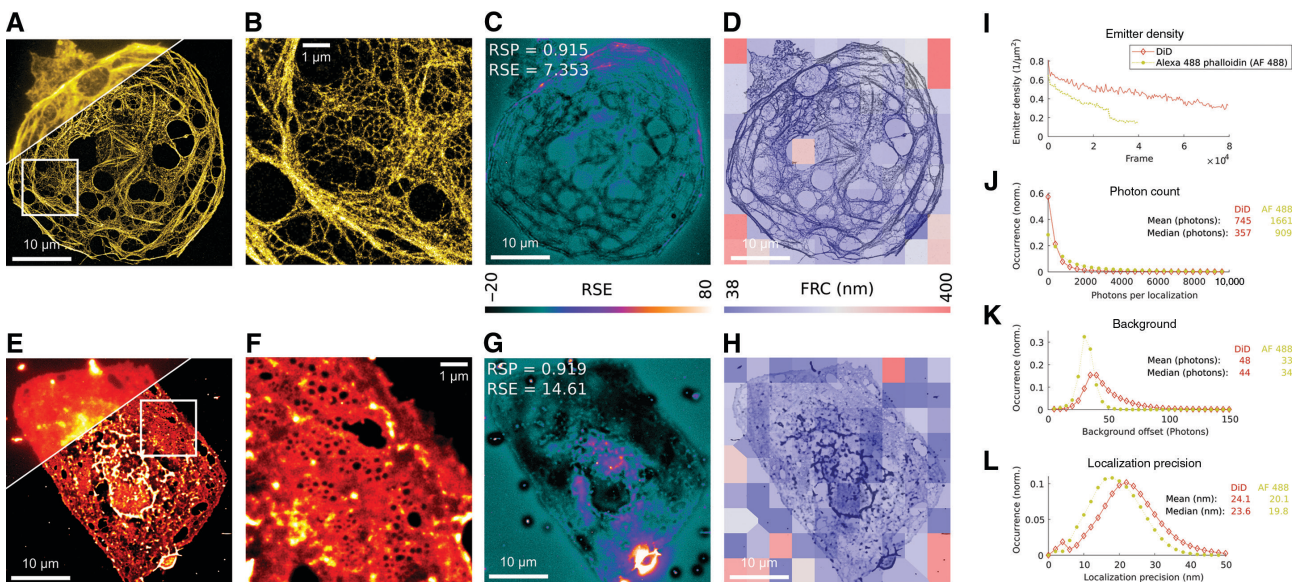 A
B
C
D
1 µm
RSP = 0.915
RSE = 7.353
10 µm
10 µm
10 µm
−20
RSE
80
38
FRC (nm)
400
E
F
G
H
1 µm
RSP = 0.919
RSE = 14.61
10 µm
10 µm
10 µm
I
Emitter density
DiD
Alexa 488 phalloidin (AF 488)
Emitter density (1/µm²)
0.8
0.6
0.4
0.2
0
0 2 4 6 8
Frame
×10⁴
J
Photon count
DiD AF 488
Mean (photons): 745 1661
Median (photons): 357 909
Occurrence (norm.)
0.6
0.4
0.2
0
0 2000 4000 6000 8000 10,000
Photons per localization
K
Background
DiD AF 488
Mean (photons): 48 33
Median (photons): 44 34
Occurrence (norm.)
0.3
0.2
0.1
0
0 50 100 150
Background offset (Photons)
L
Localization precision
DiD AF 488
Mean (nm): 24.1 20.1
Median (nm): 23.6 19.8
Occurrence (norm.)
0.1
0.05
0
0 10 20 30 40 50
Localization precision (nm)